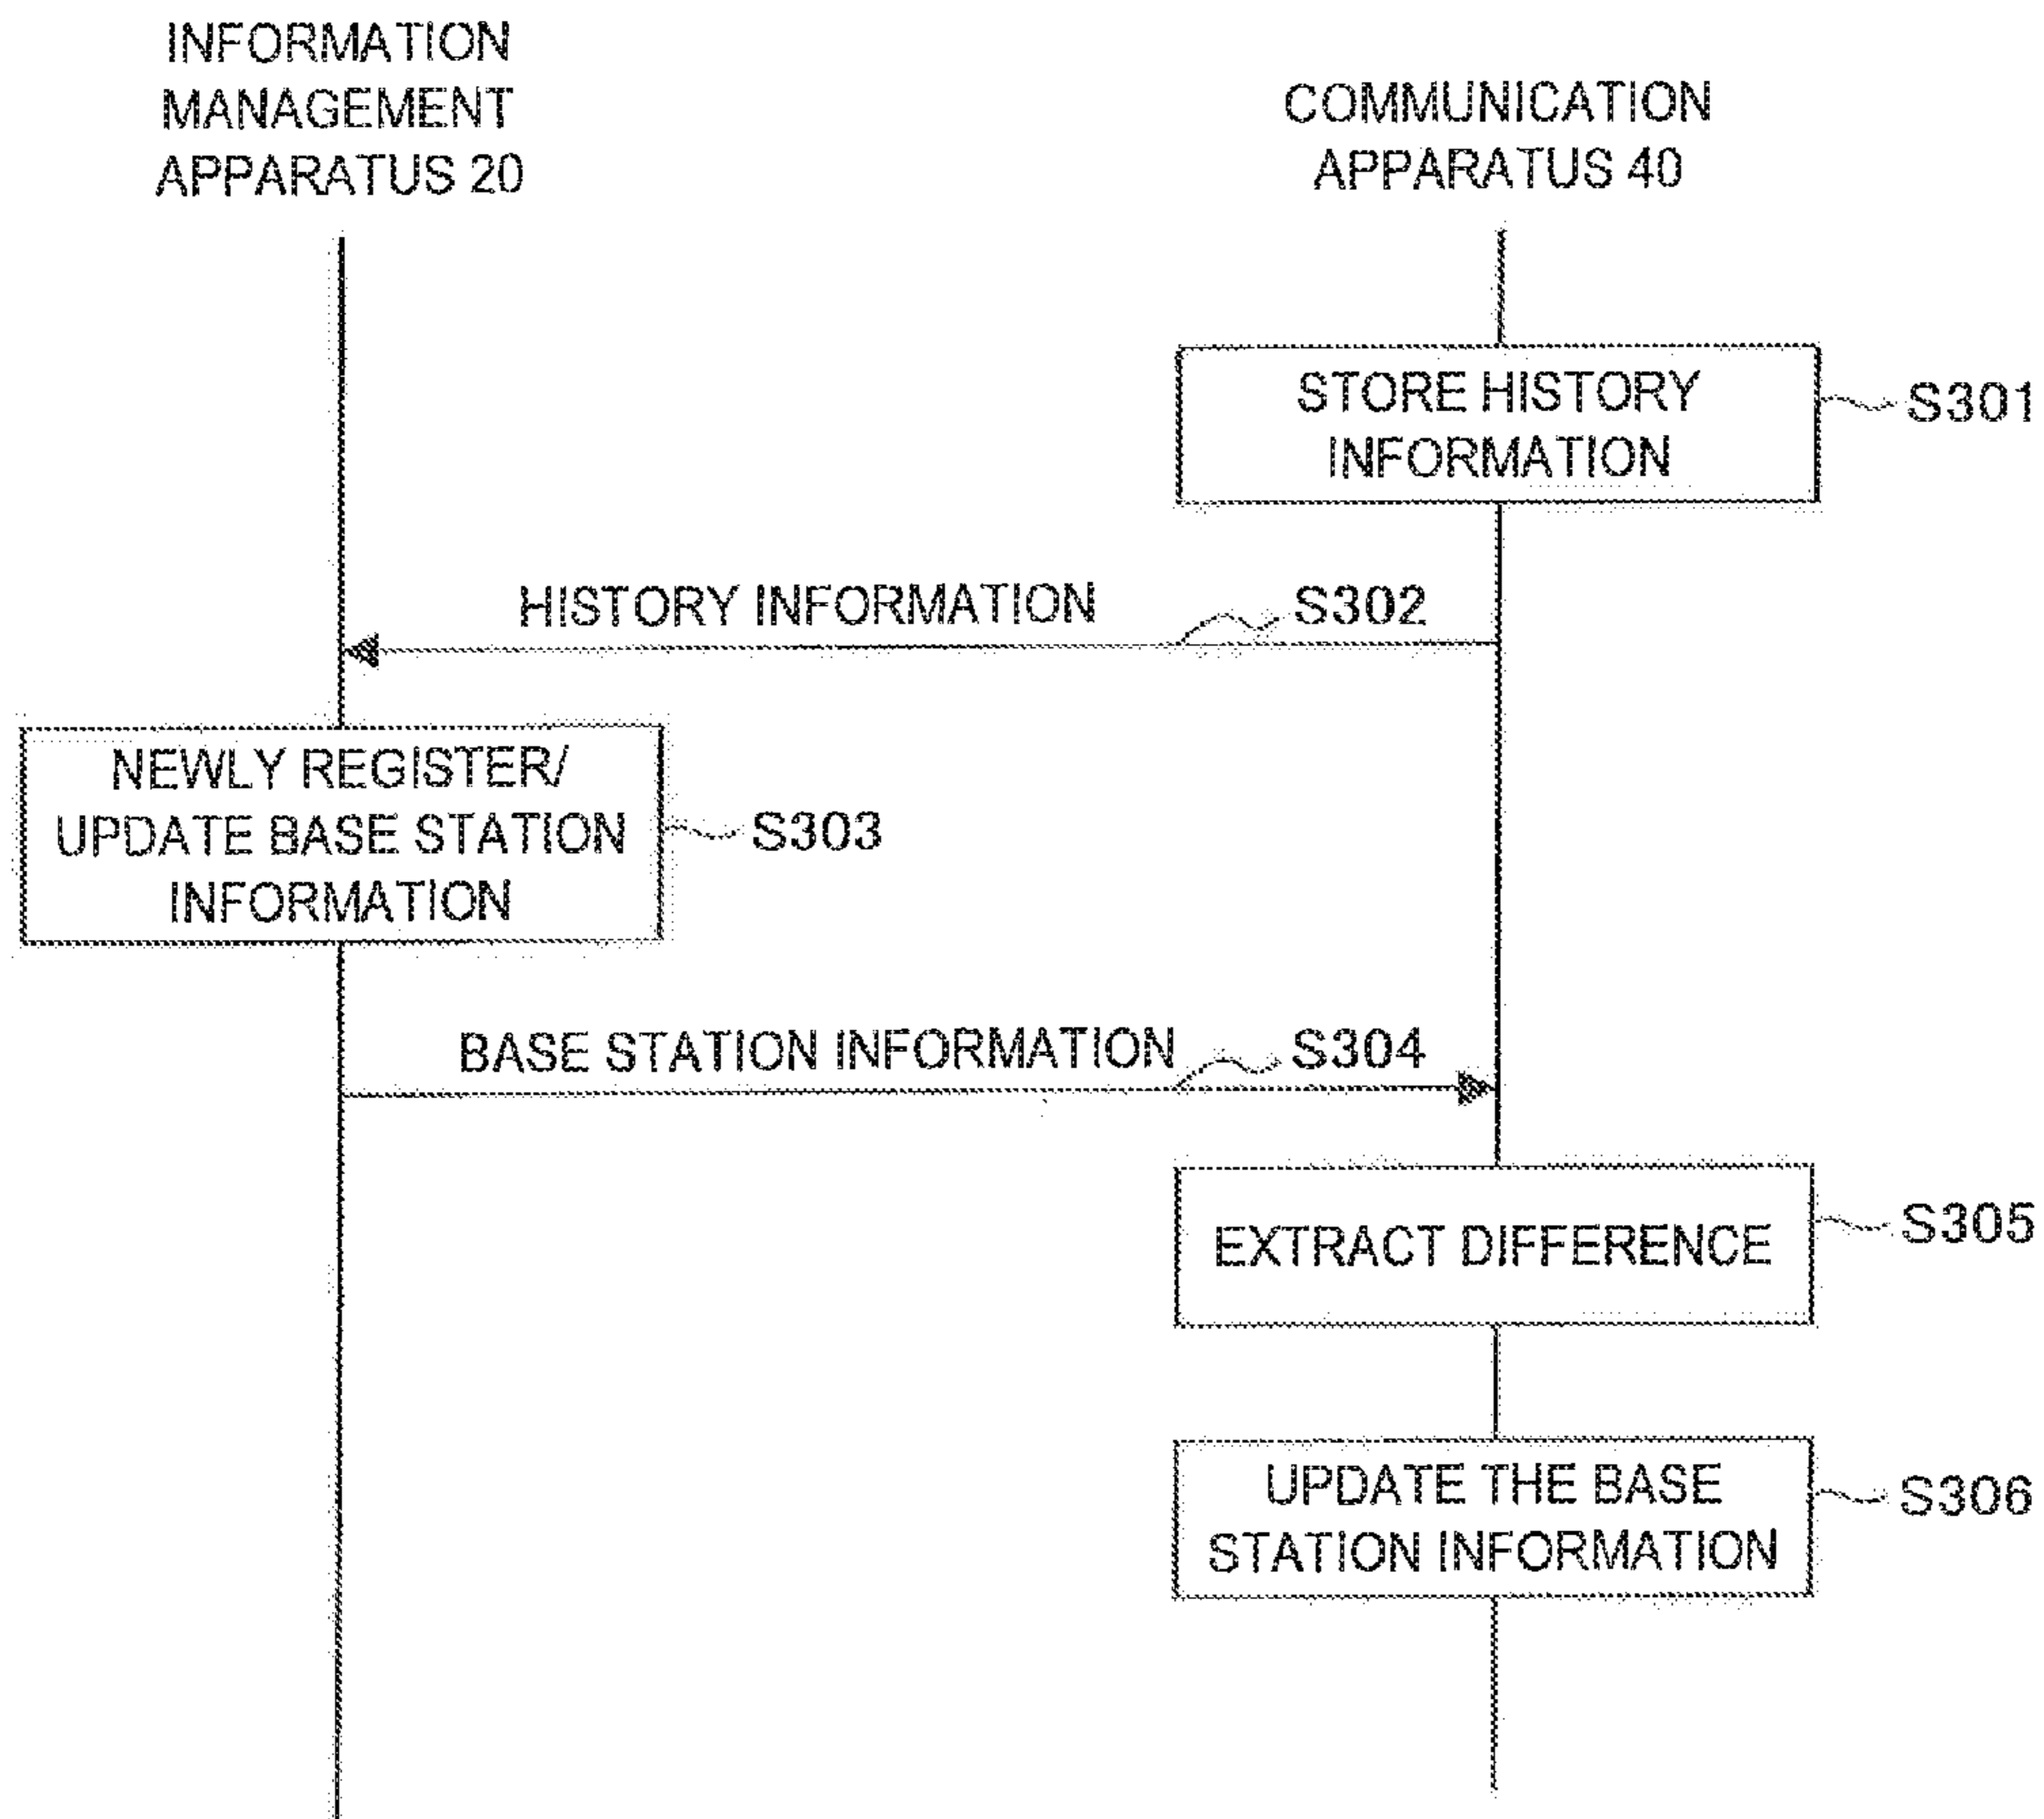 INFORMATION
MANAGEMENT
APPARATUS 20
COMMUNICATION
APPARATUS 40
STORE HISTORY
INFORMATION
S301
HISTORY INFORMATION
S302
NEWLY REGISTER/
UPDATE BASE STATION
INFORMATION
S303
BASE STATION INFORMATION
S304
EXTRACT DIFFERENCE
S305
UPDATE THE BASE
STATION INFORMATION
S306